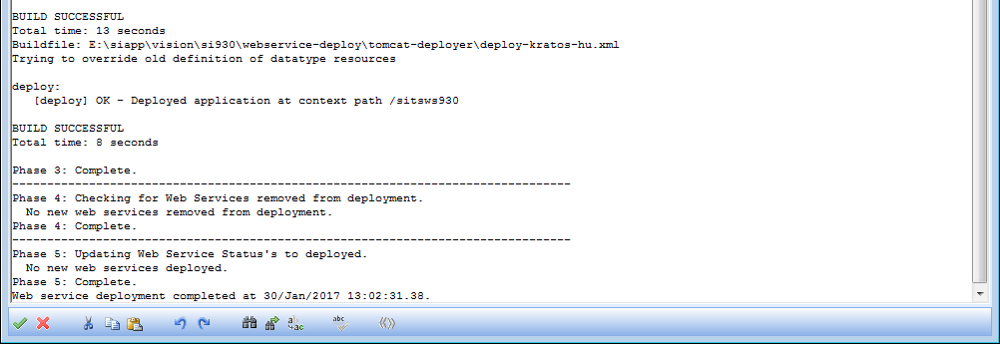 BUILD SUCCESSFUL
Total time: 13 seconds
Buildfile: E:\siapp\vision\si930\webservice-deploy\tomcat-deployer\deploy-kratos-hu.xml
Trying to override old definition of datatype resources
deploy:
[deploy] OK - Deployed application at context path /sitsws930
BUILD SUCCESSFUL
Total time: 8 seconds
Phase 3: Complete.
--------------------------------------------------------------------------------
Phase 4: Checking for Web Services removed from deployment.
No new web services removed from deployment.
Phase 4: Complete.
--------------------------------------------------------------------------------
Phase 5: Updating Web Service Status's to deployed.
No new web services deployed.
Phase 5: Complete.
Web service deployment completed at 30/Jan/2017 13:02:31.38.
ab
ac
abc